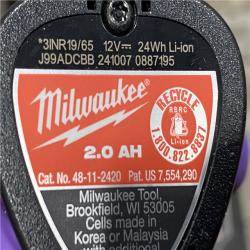 *3INR19/65 12V⎓ 24Wh Li-ion
J99ADCBB 241007 0887195
Milwaukee
RECYCLE
RBRC
Li-ion
1.800.822.8837
2.0 AH
Cat. No. 48-11-2420 Pat. US 7,554,290
Milwaukee Tool,
Brookfield, WI 53005
Cells made in
Korea or Malaysia
with additional